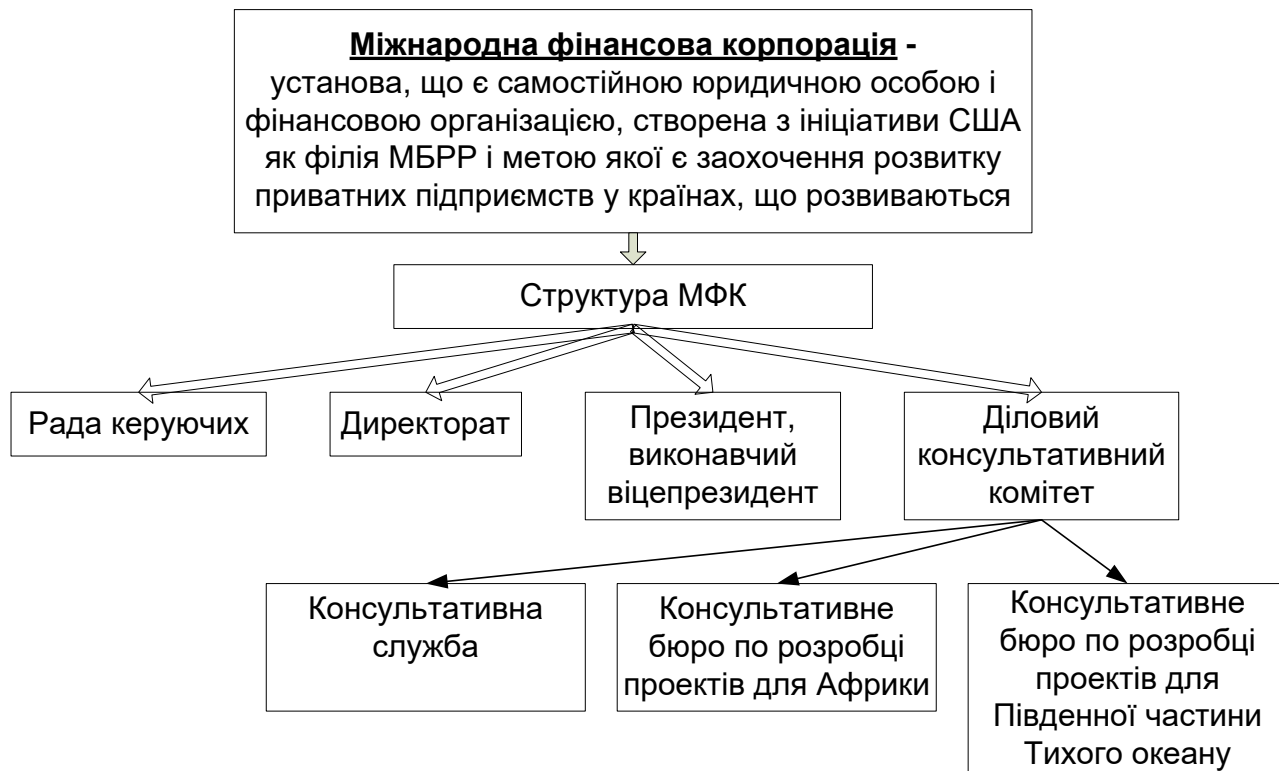 Міжнародна фінансова корпорація -
установа, що є самостійною юридичною особою і
фінансовою організацією, створена з ініціативи США
як філія МБРР і метою якої є заохочення розвитку
приватних підприємств у країнах, що розвиваються
Структура МФК
Рада керуючих
Директорат
Президент,
виконавчий
віцепрезидент
Діловий
консультативний
комітет
Консультативна
служба
Консультативне
бюро по розробці
проектів для Африки
Консультативне
бюро по розробці
проектів для
Південної частини
Тихого океану